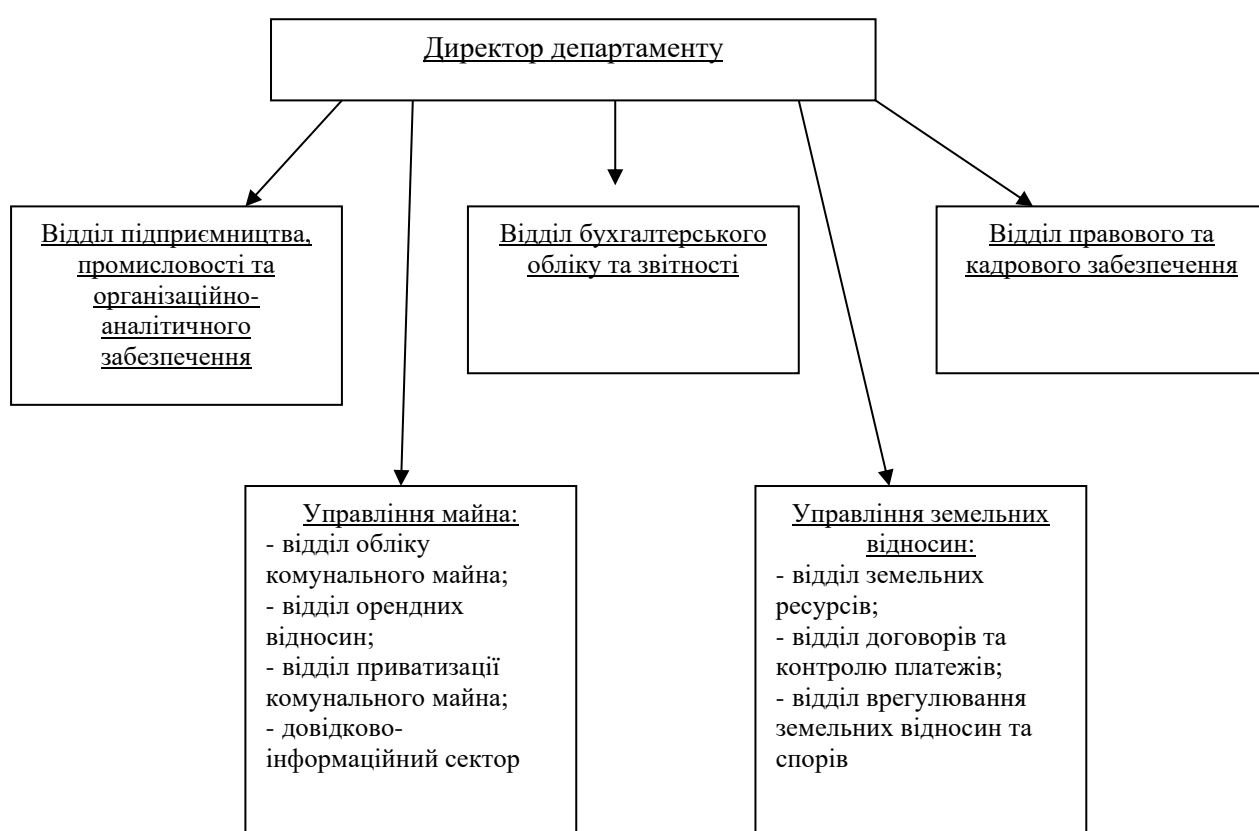 Директор департаменту
Відділ підприємництва,
промисловості та
організаційно-
аналітичного
забезпечення
Відділ бухгалтерського
обліку та звітності
Відділ правового та
кадрового забезпечення
Управління майна:
- відділ обліку
комунального майна;
- відділ орендних
відносин;
- відділ приватизації
комунального майна;
- довідково-
інформаційний сектор
Управління земельних
відносин:
- відділ земельних
ресурсів;
- відділ договорів та
контролю платежів;
- відділ врегулювання
земельних відносин та
спорів